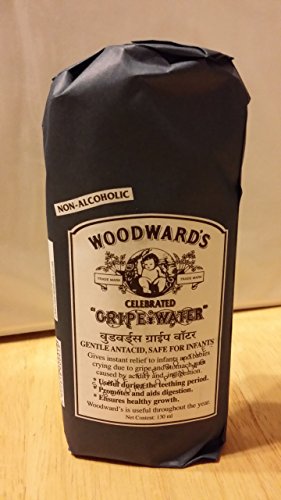 NON-ALCOHOLIC
WOODWARD'S
TRADE MARK TRADE MARK
CELEBRATED
"GRIPE WATER"
वुडवर्ड्स ग्राईप वॉटर
GENTLE ANTACID, SAFE FOR INFANTS
Gives instant relief to infants and babies
crying due to gripe and stomach pain
caused by acidity and indigestion.
Useful during the teething period.
Promotes and aids digestion.
Ensures healthy growth.
Woodward's is useful throughout the year.
Net Content: 130 ml